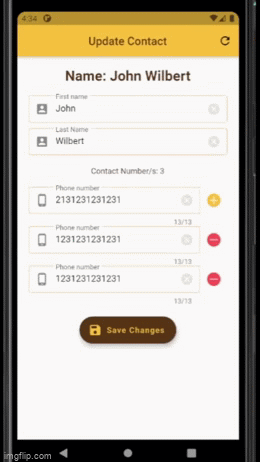 4:34
Update Contact
Name: John Wilbert
First name
John
Last Name
Wilbert
Contact Number/s: 3
Phone number
2131231231231
13/13
Phone number
1231231231231
13/13
Phone number
1231231231231
13/13
Save Changes
imgflip.com